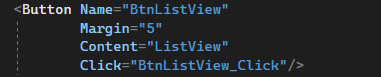 <Button Name="BtnListView"
Margin="5"
Content="ListView"
Click="BtnListView_Click"/>